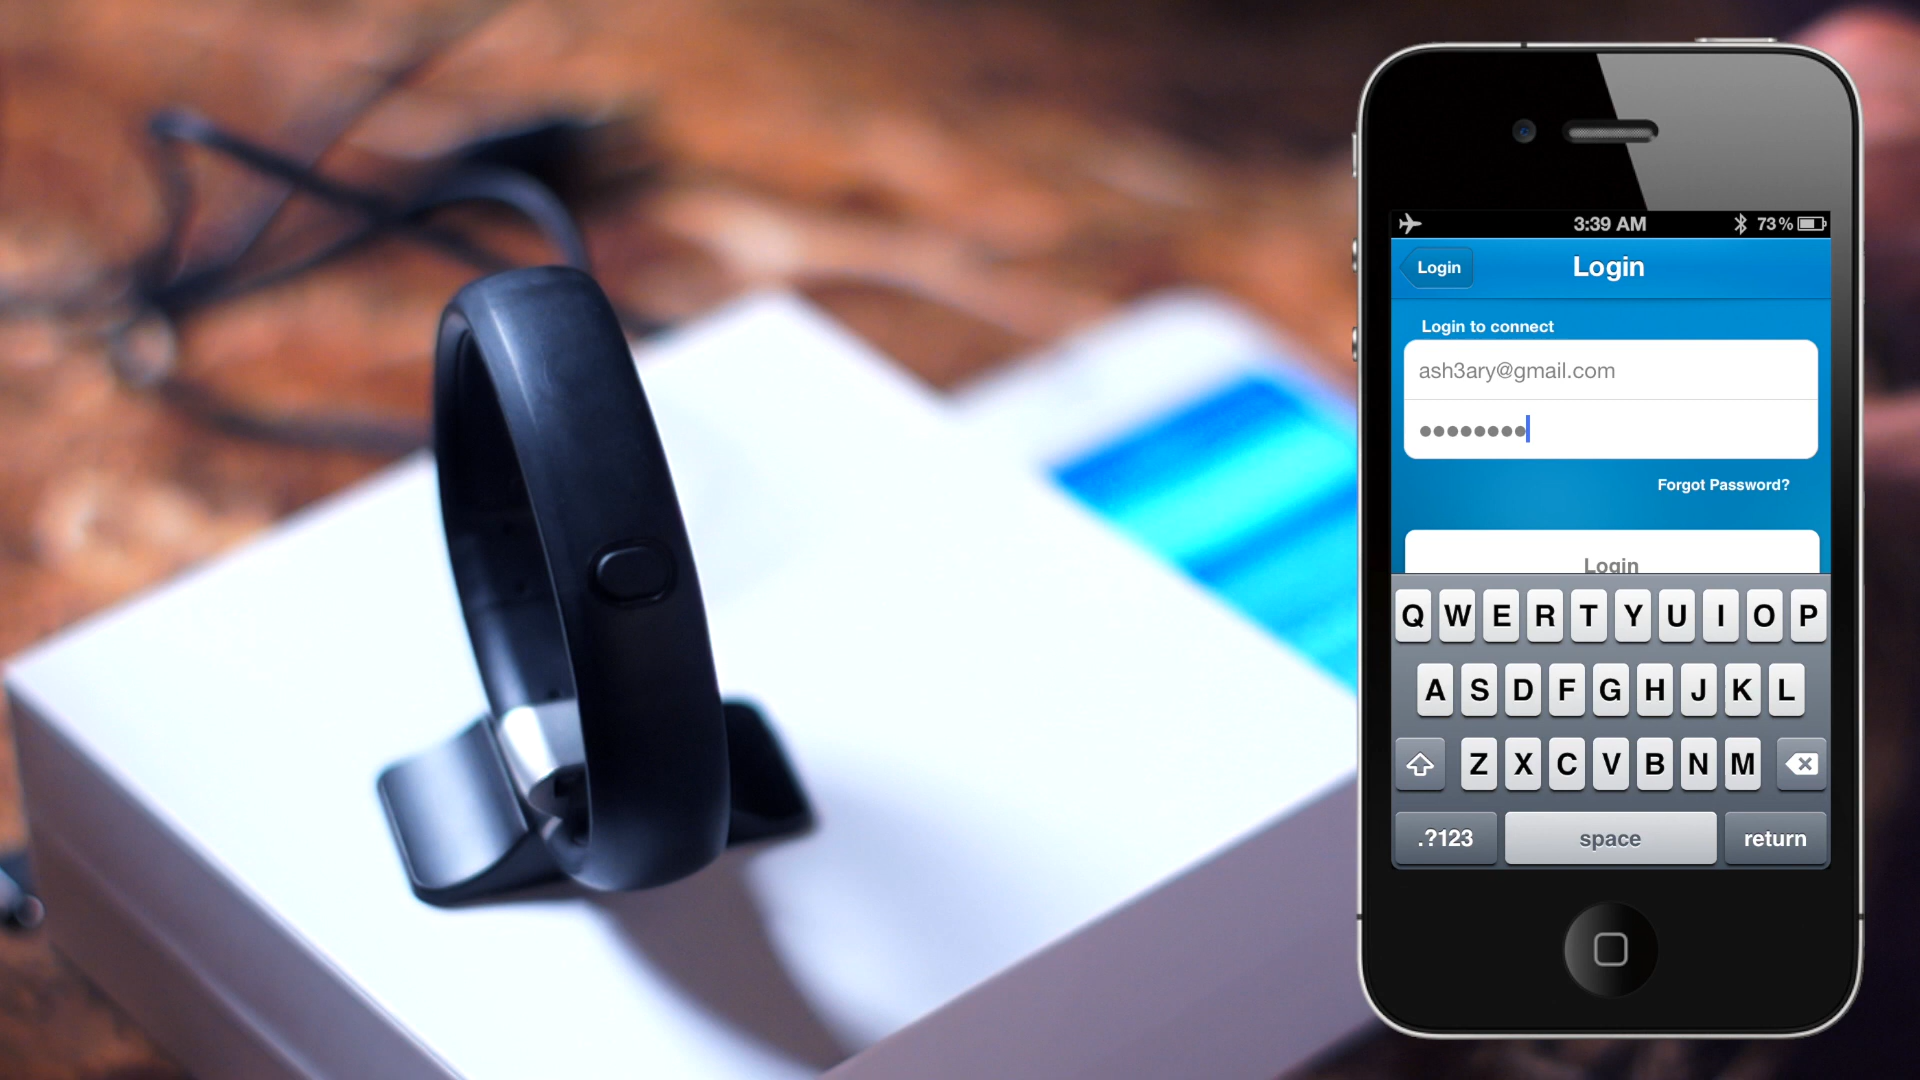 3:39 AM 73%
Login Login
Login to connect
ash3ary@gmail.com
Forgot Password?
Login
Q W E R T Y U I O P
A S D F G H J K L
Z X C V B N M
.?123 space return